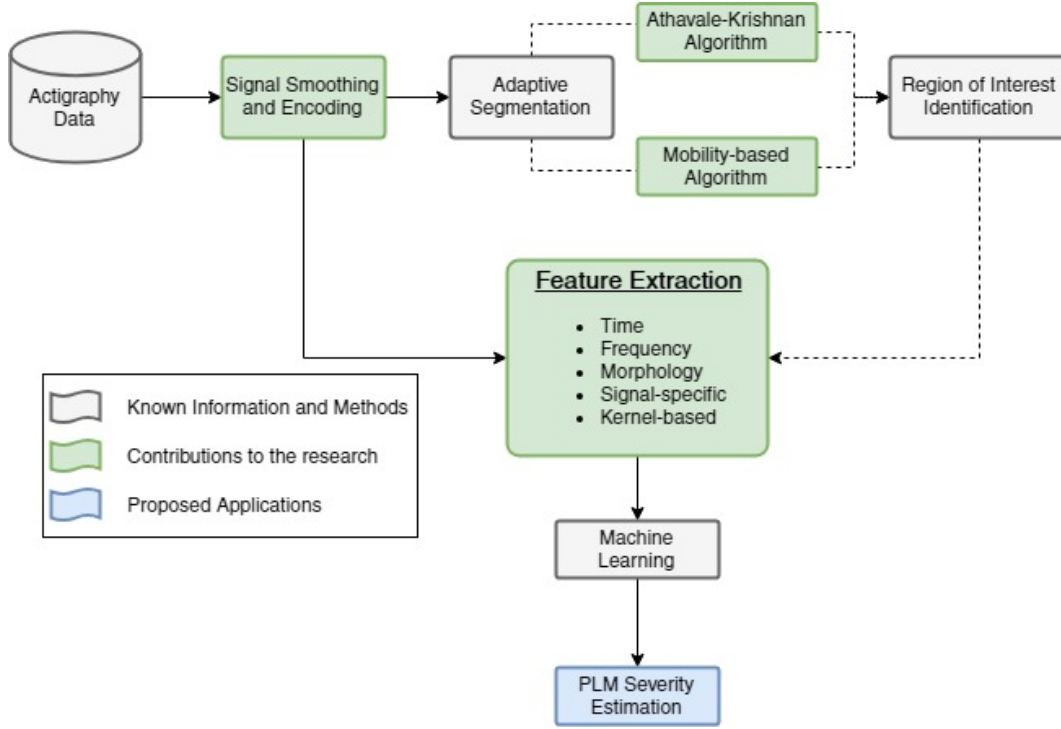 Actigraphy
Data
Signal Smoothing
and Encoding
Adaptive
Segmentation
Athavale-Krishnan
Algorithm
Mobility-based
Algorithm
Region of Interest
Identification
Feature Extraction
• Time
• Frequency
• Morphology
• Signal-specific
• Kernel-based
Known Information and Methods
Contributions to the research
Proposed Applications
Machine
Learning
PLM Severity
Estimation